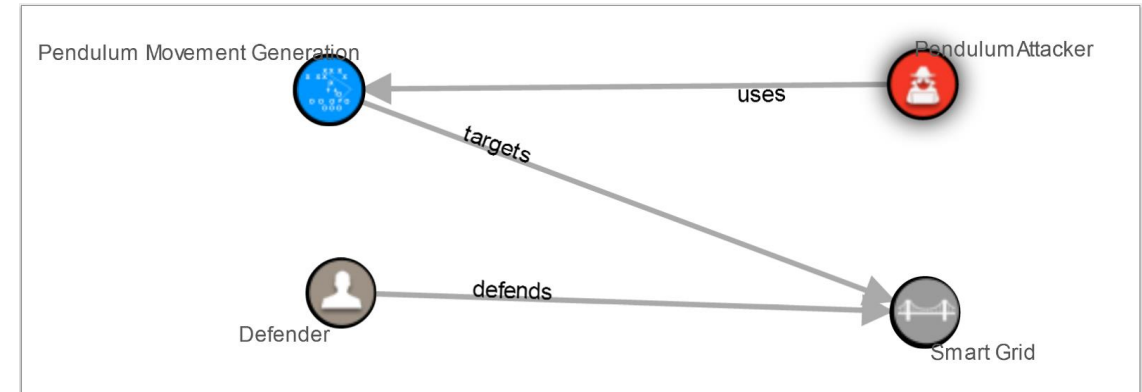 Pendulum Movement Generation
PendulumAttacker
uses
targets
defends
Defender
Smart Grid